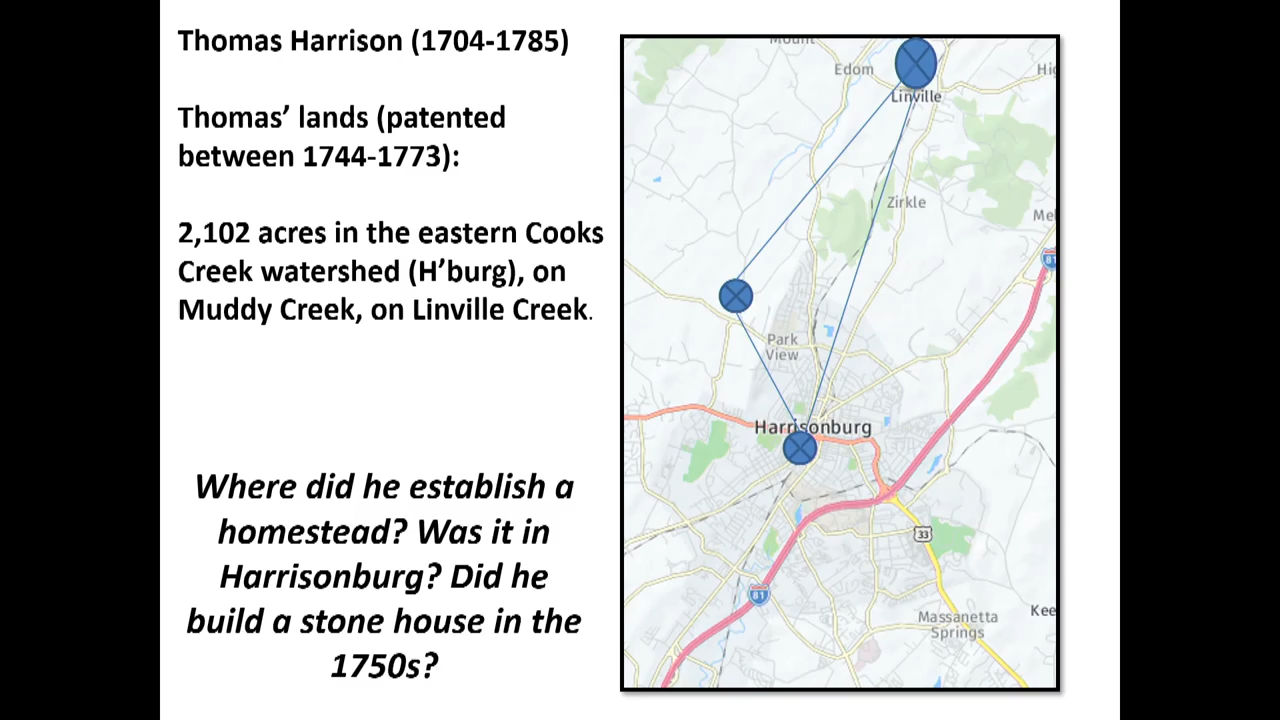 Thomas Harrison (1704-1785)
Thomas’ lands (patented
between 1744-1773):
2,102 acres in the eastern Cooks
Creek watershed (H’burg), on
Muddy Creek, on Linville Creek.
Where did he establish a
homestead? Was it in
Harrisonburg? Did he
build a stone house in the
1750s?
Edom
Linville
Zirkle
81
Park
View
Harrisonburg
33
81
Massanetta
Springs
Kee